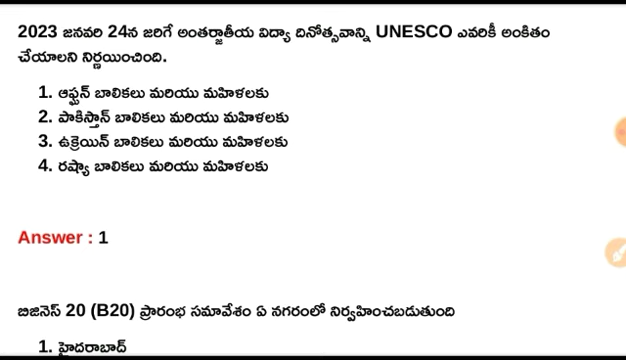 2023 జనవరి 24న జరిగే అంతర్జాతీయ విద్యా దినోత్సవాన్ని UNESCO ఎవరికీ అంకితం
చేయాలని నిర్ణయించింది.
1. ఆఫ్ఘన్ బాలికలు మరియు మహిళలకు
2. పాకిస్తాన్ బాలికలు మరియు మహిళలకు
3. ఉక్రెయిన్ బాలికలు మరియు మహిళలకు
4. రష్యా బాలికలు మరియు మహిళలకు
Answer : 1
బిజినెస్ 20 (B20) ప్రారంభ సమావేశం ఏ నగరంలో నిర్వహించబడుతుంది
1. హైదరాబాద్